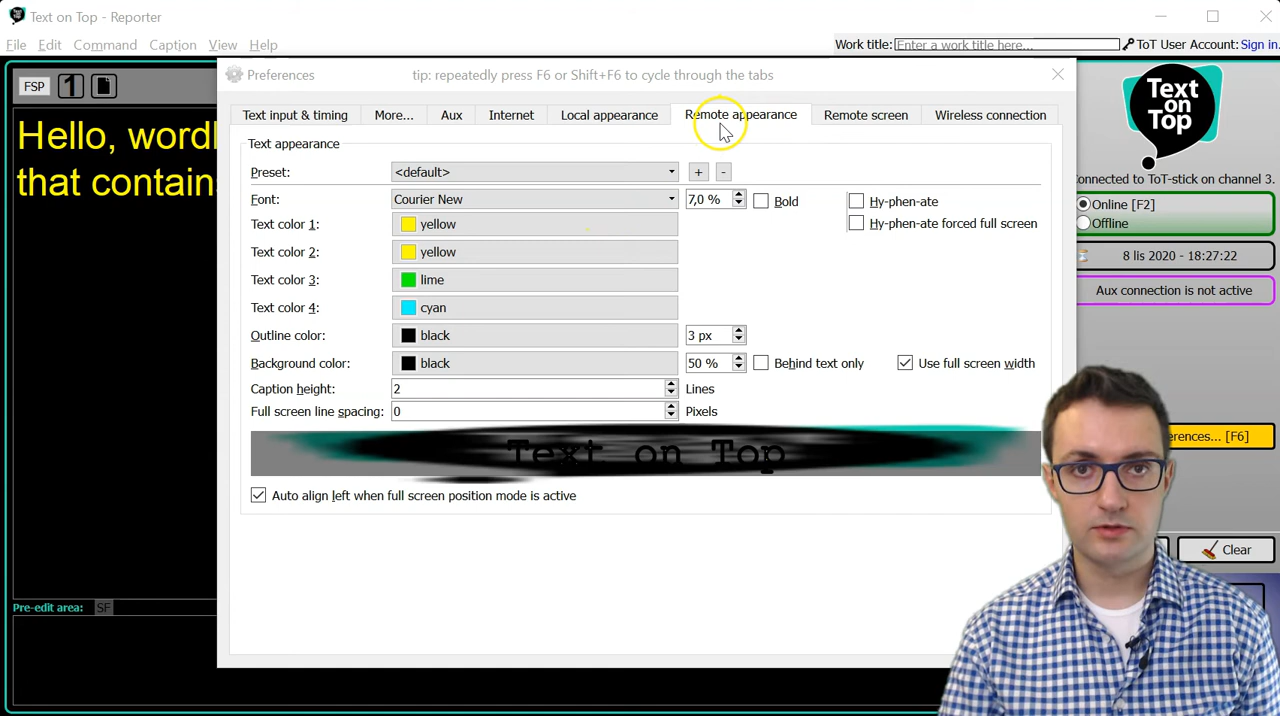 Text on Top - Reporter
File Edit Command Caption View Help
Work title: Enter a work title here... ToT User Account: Sign in.
FSP 1
Preferences tip: repeatedly press F6 or Shift+F6 to cycle through the tabs
Text input & timing More... Aux Internet Local appearance Remote appearance Remote screen Wireless connection
Hello, wordl
that contains
Text appearance
Preset: <default> + -
Font: Courier New 7,0 % Bold Hy-phen-ate
Text color 1: yellow Hy-phen-ate forced full screen
Text color 2: yellow
Text color 3: lime
Text color 4: cyan
Outline color: black 3 px
Background color: black 50 % Behind text only Use full screen width
Caption height: 2 Lines
Full screen line spacing: 0 Pixels
Text on Top
Auto align left when full screen position mode is active
Text
on
Top
onnected to ToT-stick on channel 3.
Online [F2]
Offline
8 lis 2020 - 18:27:22
Aux connection is not active
erences... [F6]
Clear
Pre-edit area: SF